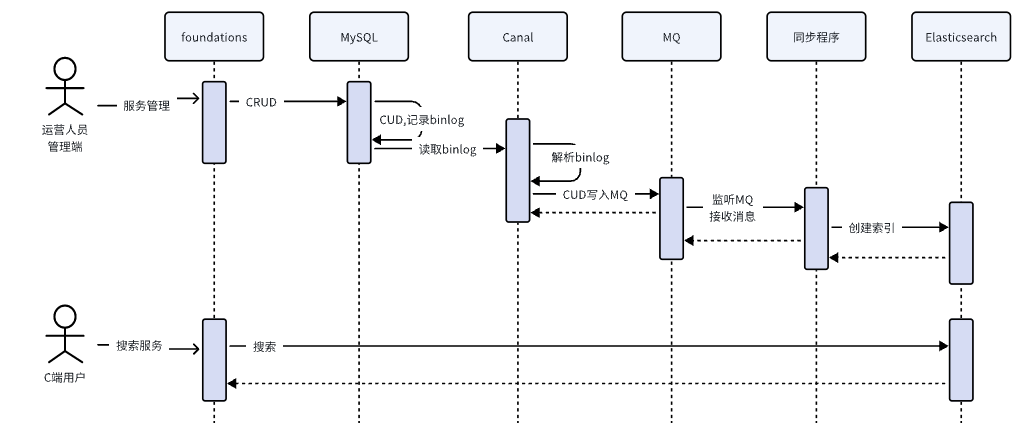 foundations
MySQL
Canal
MQ
同步程序
Elasticsearch
运营人员
管理端
服务管理
CRUD
CUD,记录binlog
读取binlog
解析binlog
CUD写入MQ
监听MQ
接收消息
创建索引
C端用户
搜索服务
搜索